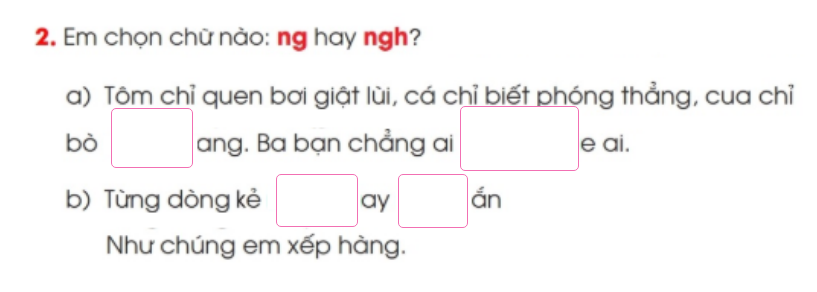 2. Em chọn chữ nào: ng hay ngh?
a) Tôm chỉ quen bơi giật lùi, cá chỉ biết phóng thẳng, cua chỉ
bò ang. Ba bạn chẳng ai e ai.
b) Từng dòng kẻ ay ắn
Như chúng em xếp hàng.